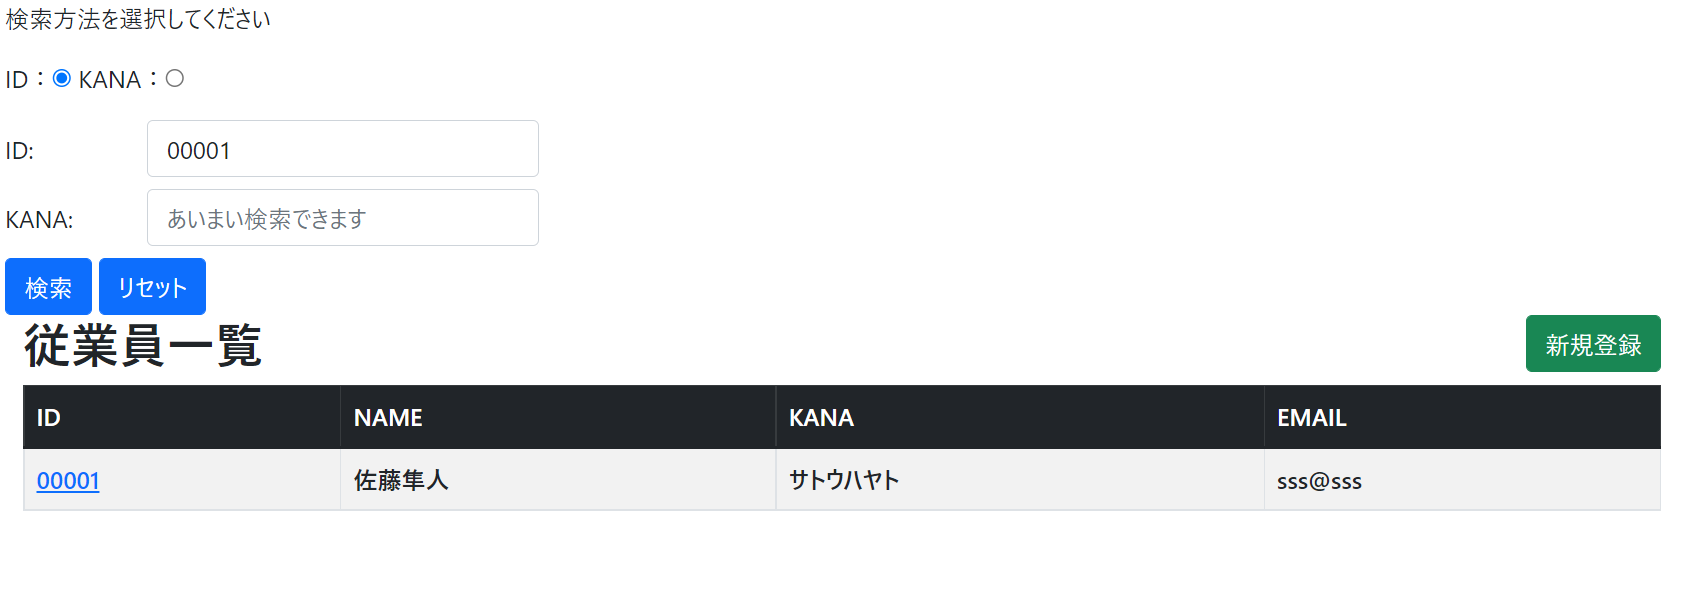 検索方法を選択してください
ID：KANA：
ID: 00001
KANA: あいまい検索できます
検索 リセット
従業員一覧 新規登録
ID NAME KANA EMAIL
00001 佐藤隼人 サトウハヤト sss@sss